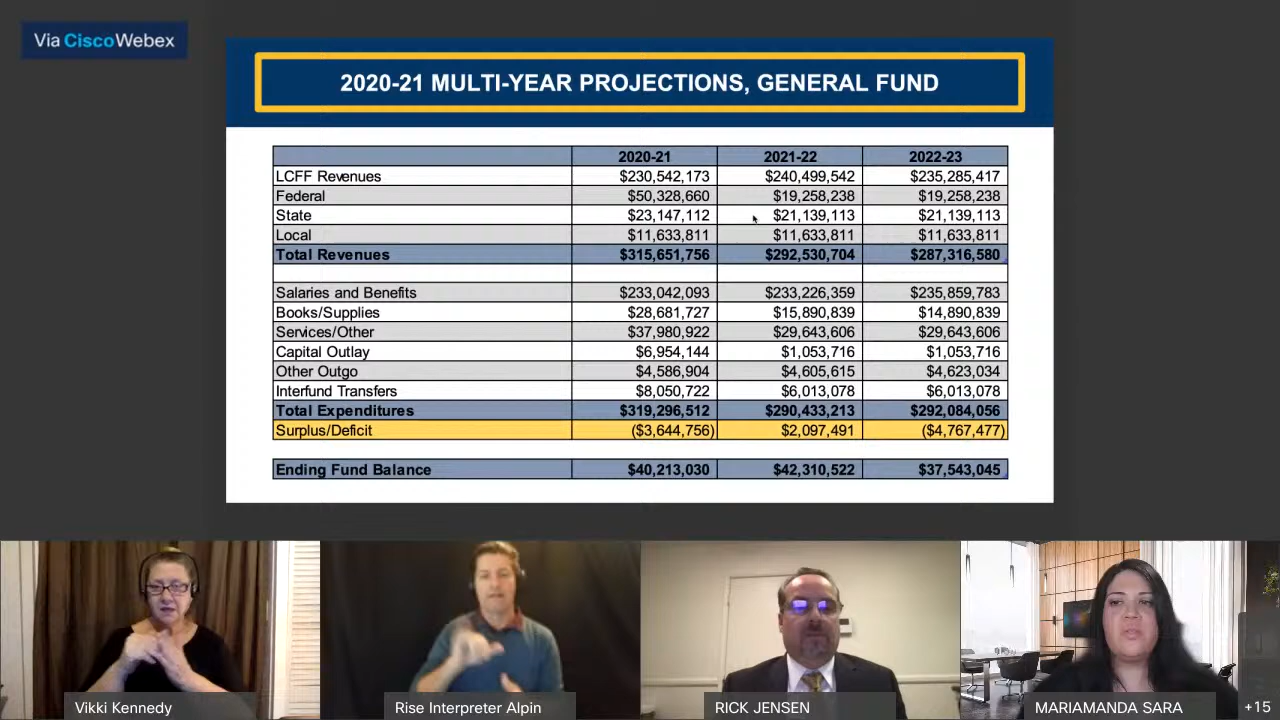 Via CiscoWebex
2020-21 MULTI-YEAR PROJECTIONS, GENERAL FUND
2020-21 2021-22 2022-23
LCFF Revenues $230,542,173 $240,499,542 $235,285,417
Federal $50,328,660 $19,258,238 $19,258,238
State $23,147,112 $21,139,113 $21,139,113
Local $11,633,811 $11,633,811 $11,633,811
Total Revenues $315,651,756 $292,530,704 $287,316,580
Salaries and Benefits $233,042,093 $233,226,359 $235,859,783
Books/Supplies $28,681,727 $15,890,839 $14,890,839
Services/Other $37,980,922 $29,643,606 $29,643,606
Capital Outlay $6,954,144 $1,053,716 $1,053,716
Other Outgo $4,586,904 $4,605,615 $4,623,034
Interfund Transfers $8,050,722 $6,013,078 $6,013,078
Total Expenditures $319,296,512 $290,433,213 $292,084,056
Surplus/Deficit ($3,644,756) $2,097,491 ($4,767,477)
Ending Fund Balance $40,213,030 $42,310,522 $37,543,045
Vikki Kennedy Rise Interpreter Alpin RICK JENSEN MARIAMANDA SARA +15